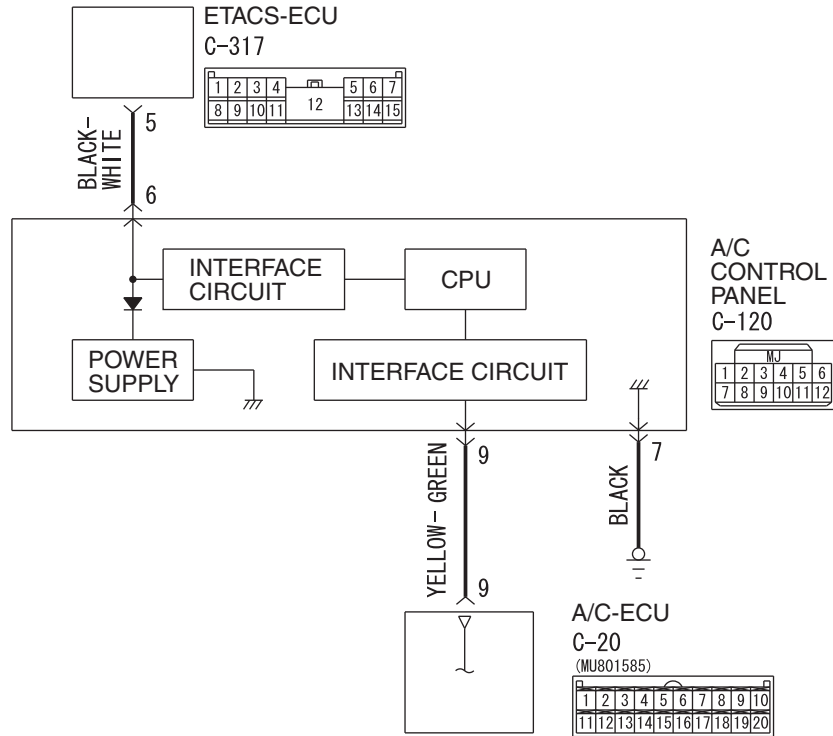 ETACS-ECU
C-317
1 2 3 4 5 6 7
8 9 10 11 12 13 14 15
5
BLACK-
WHITE
6
INTERFACE
CIRCUIT
CPU
POWER
SUPPLY
INTERFACE CIRCUIT
A/C
CONTROL
PANEL
C-120
MJ
1 2 3 4 5 6
7 8 9 10 11 12
9
7
YELLOW-GREEN
BLACK
9
A/C-ECU
C-20
(MU801585)
1 2 3 4 5 6 7 8 9 10
11 12 13 14 15 16 17 18 19 20